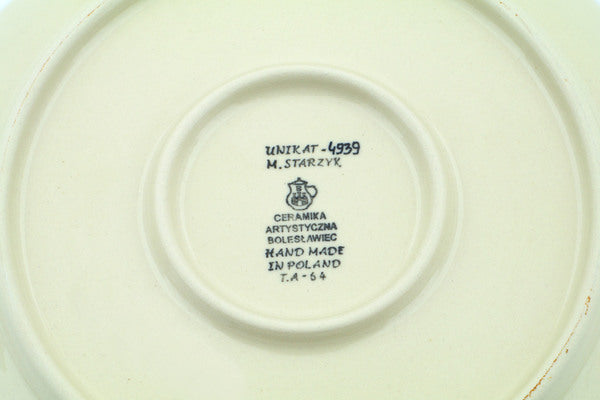 UNIKAT-4939
M. STARZYK
CERAMIKA
ARTYSTYCZNA
BOLESŁAWIEC
HAND MADE
IN POLAND
T.A-64